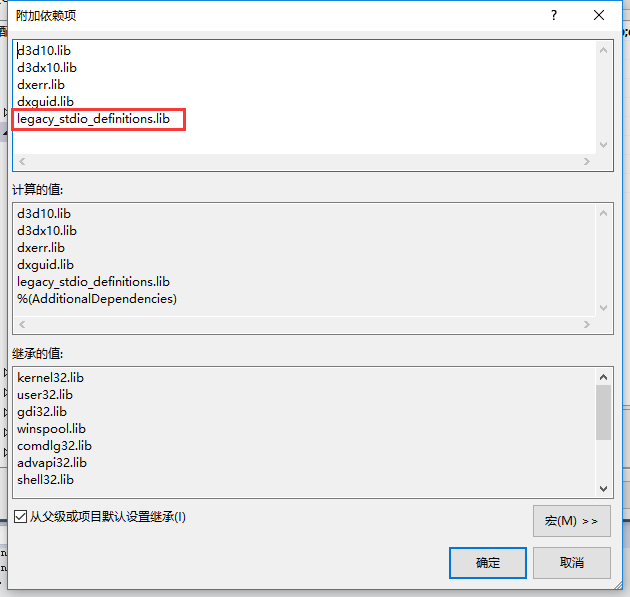 附加依赖项
d3d10.lib
d3dx10.lib
dxerr.lib
dxguid.lib
legacy_stdio_definitions.lib
计算的值:
d3d10.lib
d3dx10.lib
dxerr.lib
dxguid.lib
legacy_stdio_definitions.lib
%(AdditionalDependencies)
继承的值:
kernel32.lib
user32.lib
gdi32.lib
winspool.lib
comdlg32.lib
advapi32.lib
shell32.lib
从父级或项目默认设置继承(I)
宏(M) >>
确定
取消